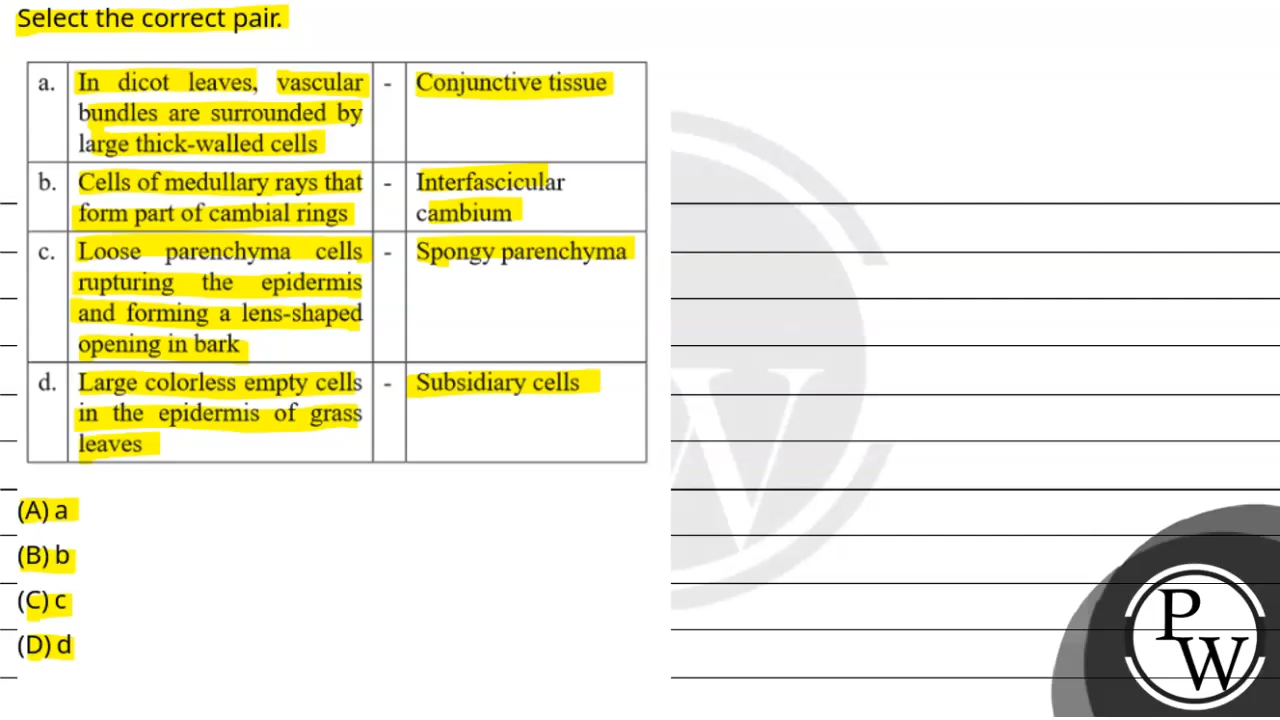 Select the correct pair.
a. In dicot leaves, vascular - Conjunctive tissue
bundles are surrounded by
large thick-walled cells
b. Cells of medullary rays that - Interfascicular
form part of cambial rings cambium
c. Loose parenchyma cells - Spongy parenchyma
rupturing the epidermis
and forming a lens-shaped
opening in bark
d. Large colorless empty cells - Subsidiary cells
in the epidermis of grass
leaves
(A) a
(B) b
(C) c
(D) d
P
W